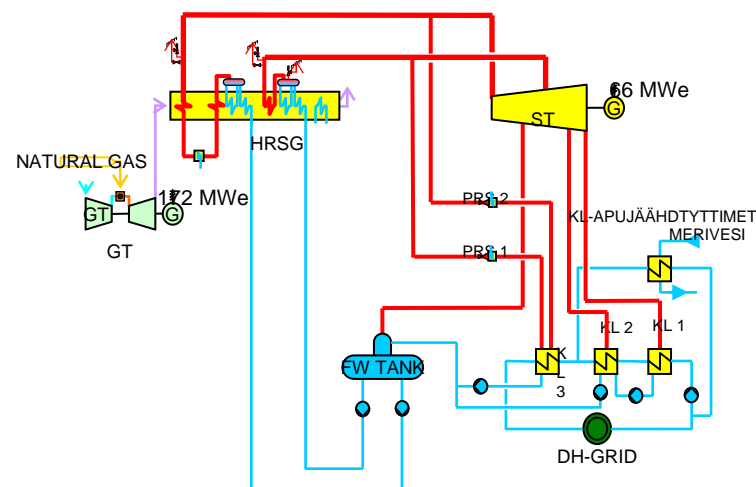 66 MWe
G
ST
HRSG
NATURAL GAS
172 MWe
GT
G
GT
PRS 2
KL-APUJÄÄHDTYTTIMET
MERIVESI
PRS 1
KL 2
KL 1
K
L
3
FW TANK
DH-GRID